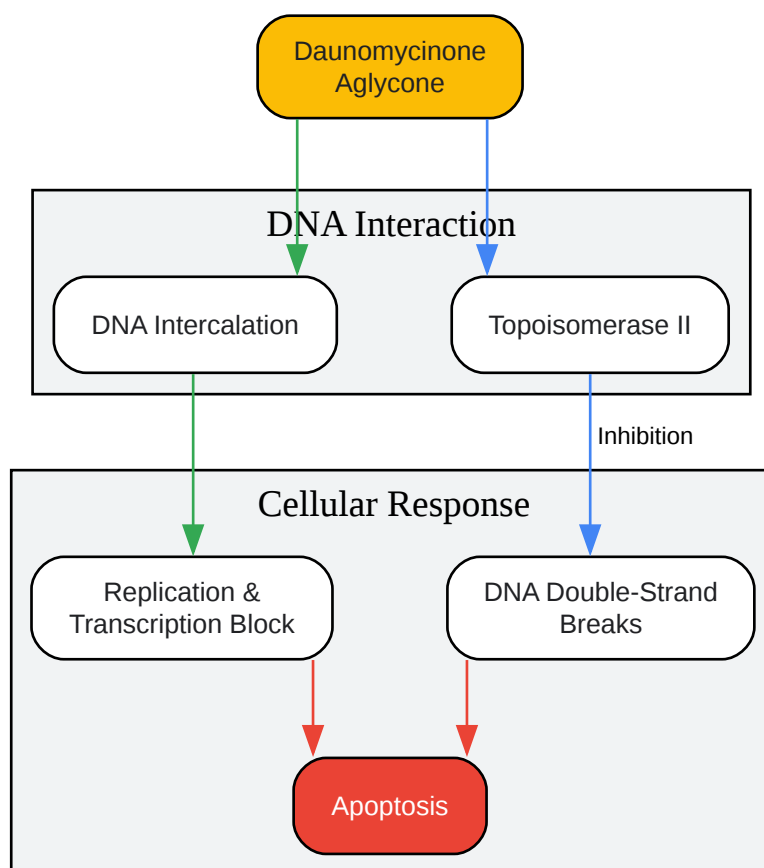 Daunomycinone
Aglycone
DNA Interaction
DNA Intercalation
Topoisomerase II
Inhibition
Cellular Response
Replication &
Transcription Block
DNA Double-Strand
Breaks
Apoptosis